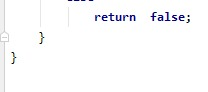 return false;
}
}